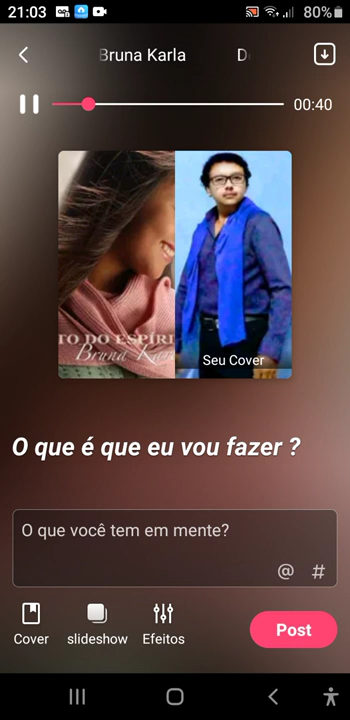 21:03
80%
Bruna Karla
00:40
TO DO ESPÍRI
Bruna Kar
Seu Cover
O que é que eu vou fazer ?
O que você tem em mente?
@ #
Cover slideshow Efeitos
Post